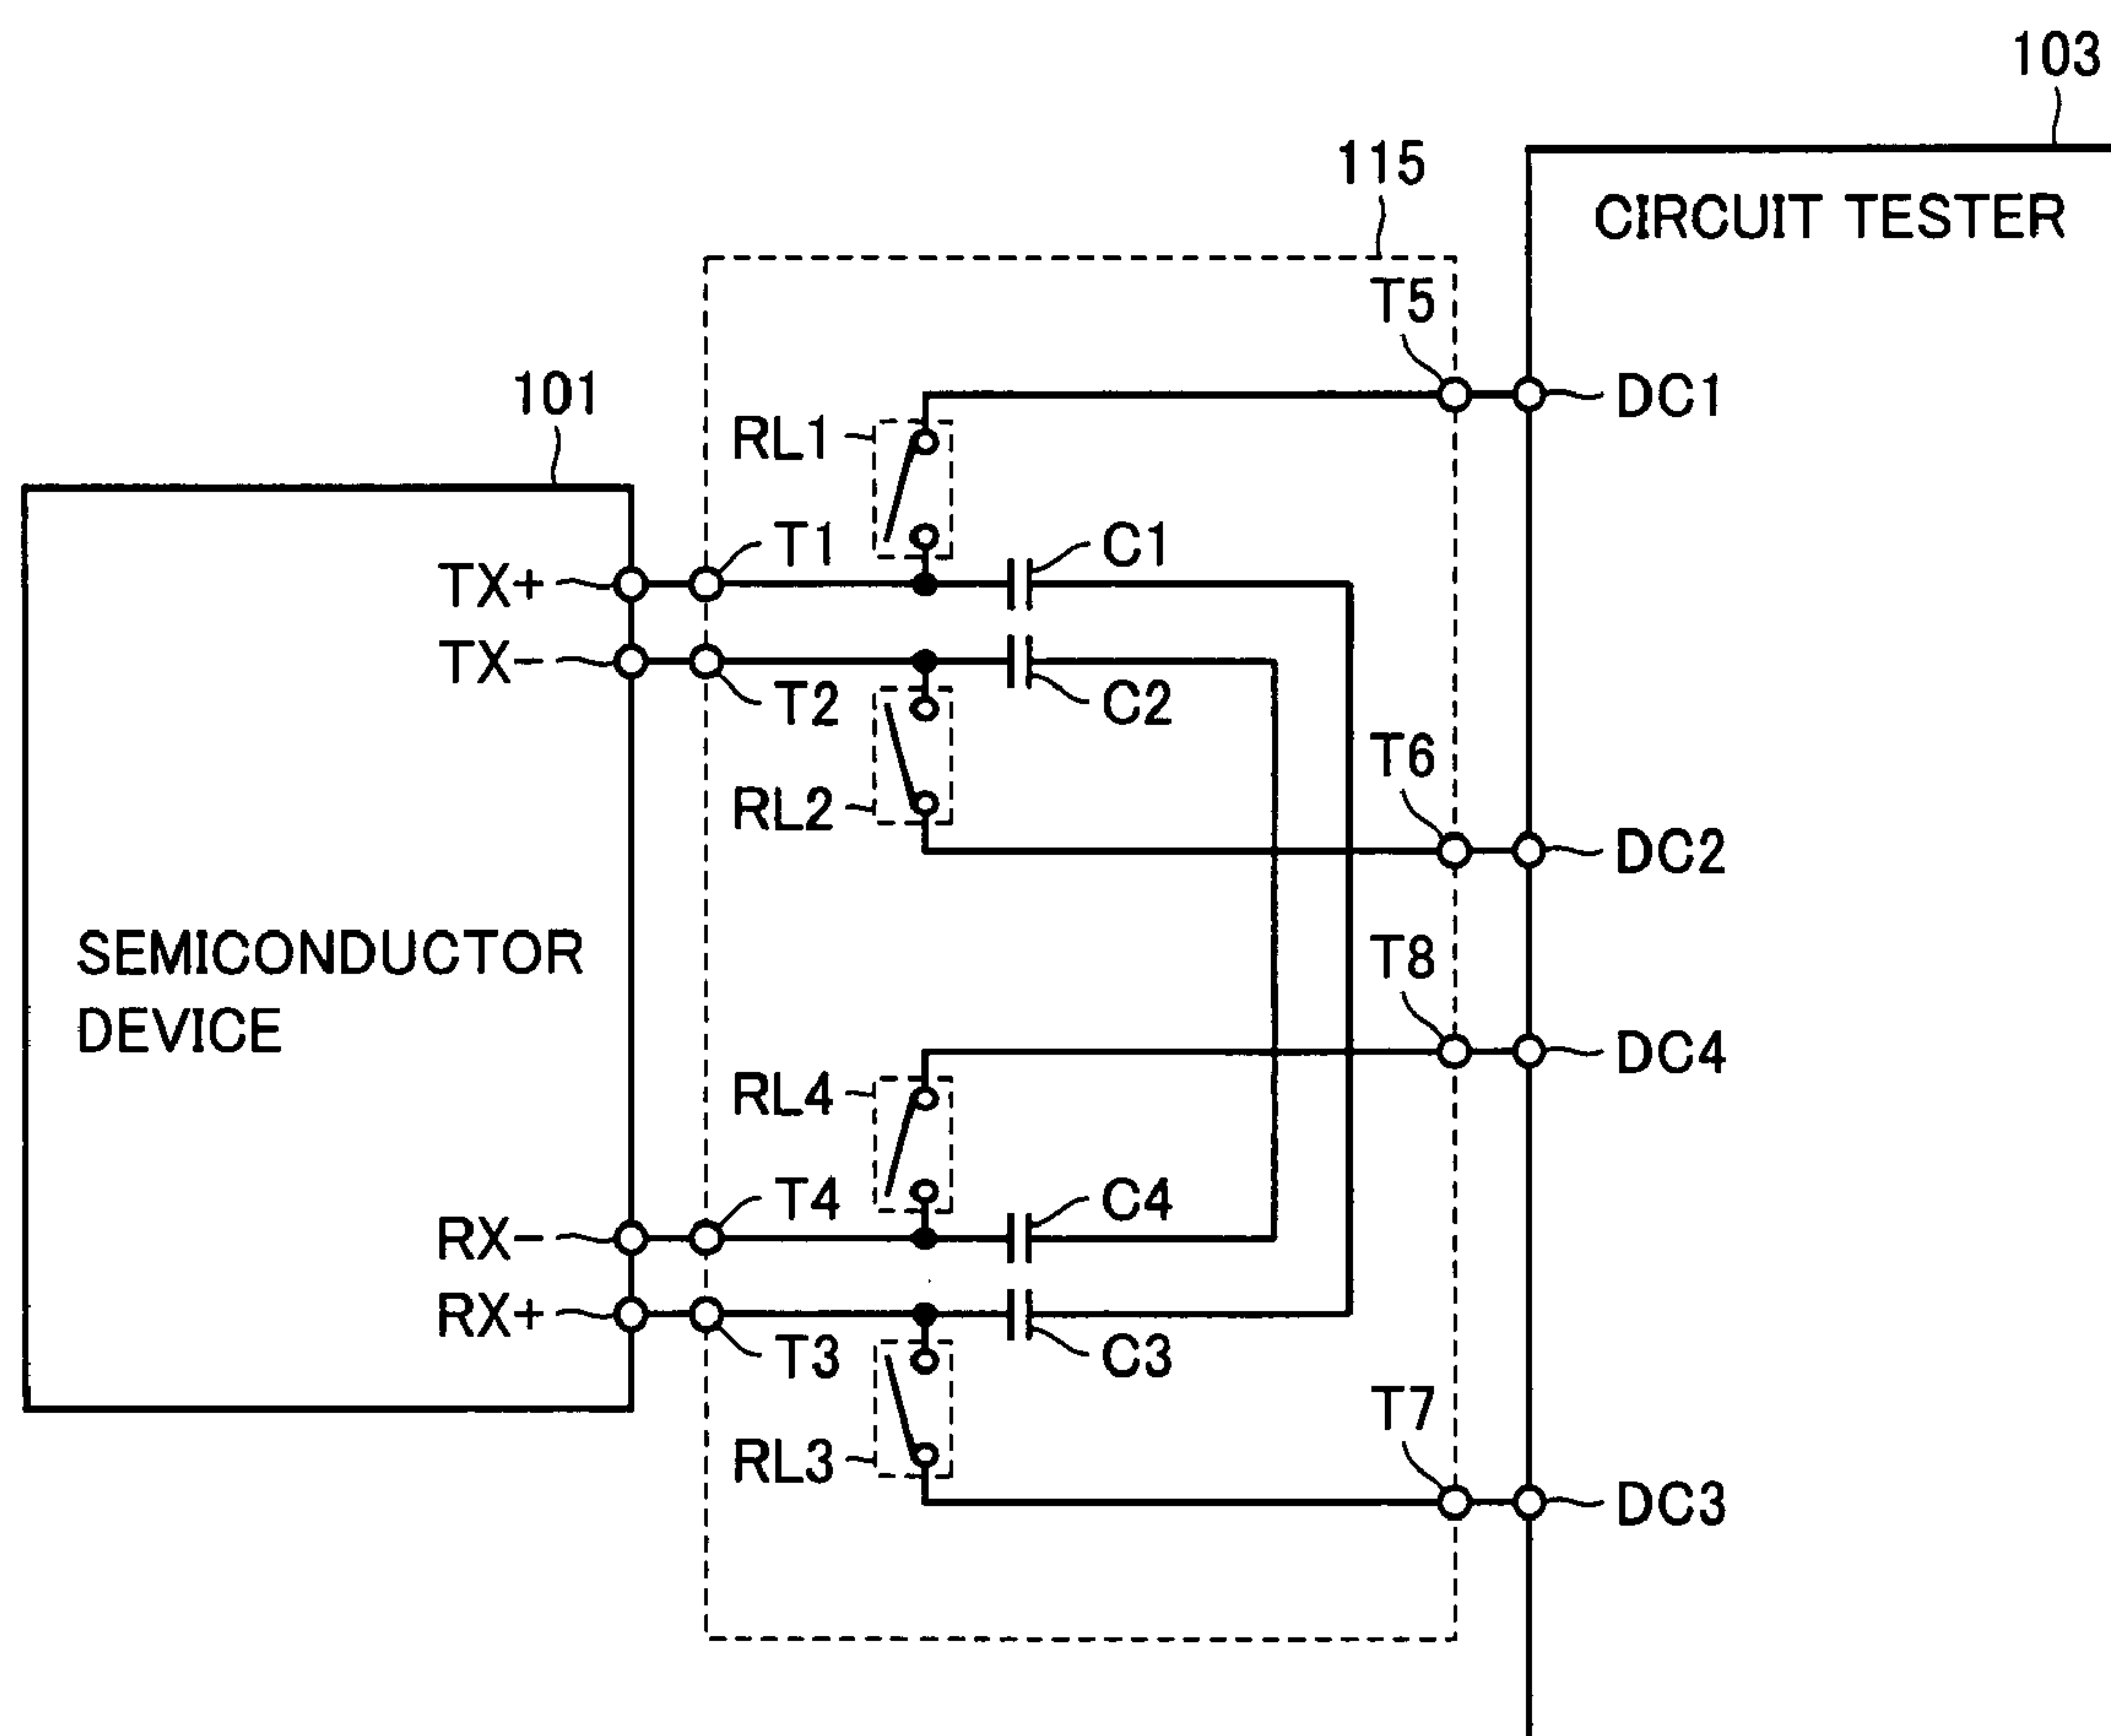 103
115
CIRCUIT TESTER
T5
101
DC1
RL1
T1
C1
TX+
TX-
T2
C2
T6
RL2
DC2
SEMICONDUCTOR
DEVICE
T8
DC4
RL4
T4
C4
RX-
RX+
T3
C3
T7
RL3
DC3